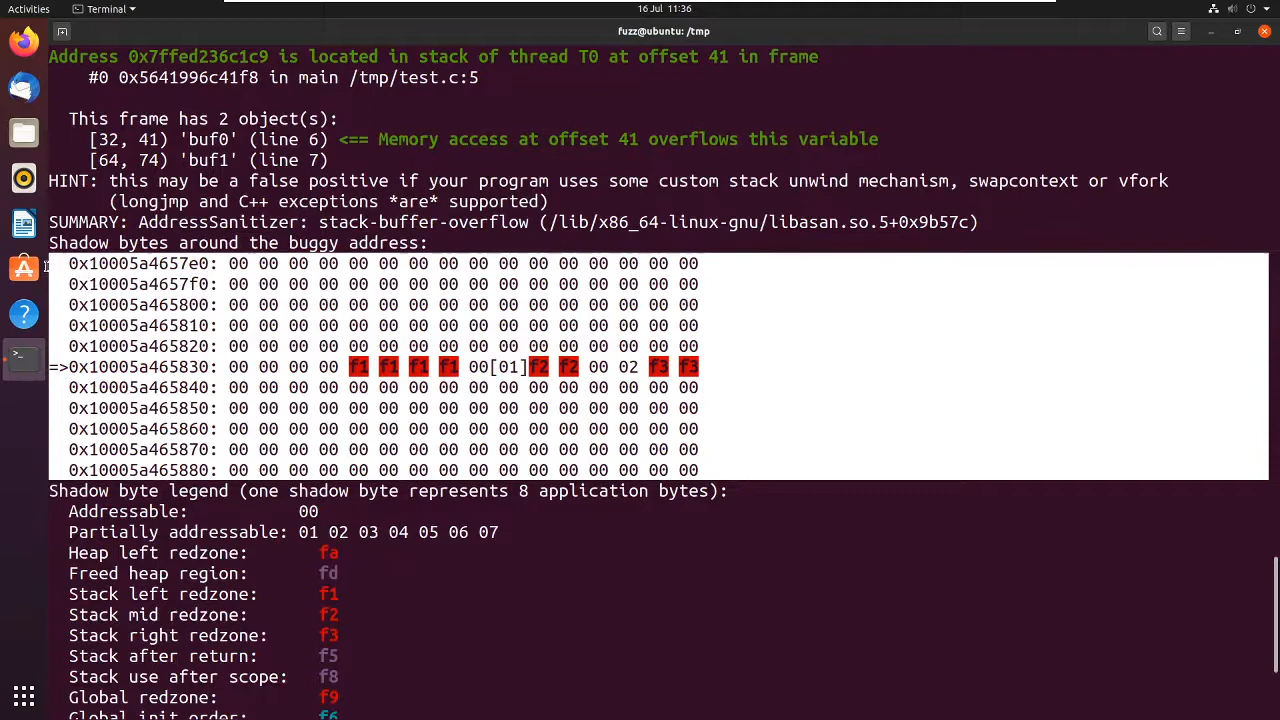 Activities
Terminal
16 Jul 11:36
fuzz@ubuntu: /tmp
Address 0x7ffed236c1c9 is located in stack of thread T0 at offset 41 in frame
#0 0x5641996c41f8 in main /tmp/test.c:5
This frame has 2 object(s):
[32, 41) 'buf0' (line 6) <== Memory access at offset 41 overflows this variable
[64, 74) 'buf1' (line 7)
HINT: this may be a false positive if your program uses some custom stack unwind mechanism, swapcontext or vfork
(longjmp and C++ exceptions *are* supported)
SUMMARY: AddressSanitizer: stack-buffer-overflow (/lib/x86_64-linux-gnu/libasan.so.5+0x9b57c)
Shadow bytes around the buggy address:
0x10005a4657e0: 00 00 00 00 00 00 00 00 00 00 00 00 00 00 00 00
0x10005a4657f0: 00 00 00 00 00 00 00 00 00 00 00 00 00 00 00 00
0x10005a465800: 00 00 00 00 00 00 00 00 00 00 00 00 00 00 00 00
0x10005a465810: 00 00 00 00 00 00 00 00 00 00 00 00 00 00 00 00
0x10005a465820: 00 00 00 00 00 00 00 00 00 00 00 00 00 00 00 00
=>0x10005a465830: 00 00 00 00 f1 f1 f1 f1 00[01]f2 f2 00 02 f3 f3
0x10005a465840: 00 00 00 00 00 00 00 00 00 00 00 00 00 00 00 00
0x10005a465850: 00 00 00 00 00 00 00 00 00 00 00 00 00 00 00 00
0x10005a465860: 00 00 00 00 00 00 00 00 00 00 00 00 00 00 00 00
0x10005a465870: 00 00 00 00 00 00 00 00 00 00 00 00 00 00 00 00
0x10005a465880: 00 00 00 00 00 00 00 00 00 00 00 00 00 00 00 00
Shadow byte legend (one shadow byte represents 8 application bytes):
Addressable: 00
Partially addressable: 01 02 03 04 05 06 07
Heap left redzone: fa
Freed heap region: fd
Stack left redzone: f1
Stack mid redzone: f2
Stack right redzone: f3
Stack after return: f5
Stack use after scope: f8
Global redzone: f9
Global init order: f6